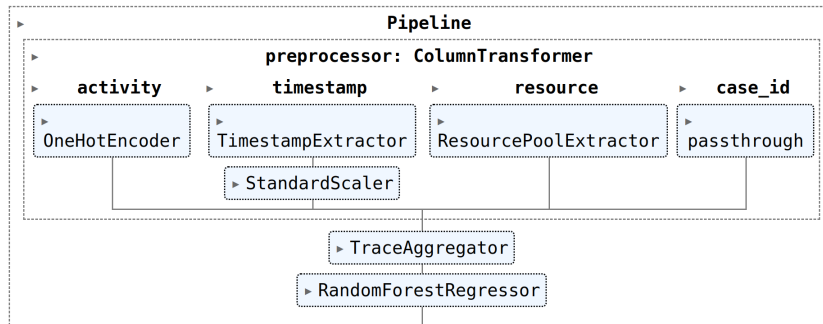 Pipeline
preprocessor: ColumnTransformer
activity timestamp resource case_id
OneHotEncoder TimestampExtractor ResourcePoolExtractor passthrough
StandardScaler
TraceAggregator
RandomForestRegressor